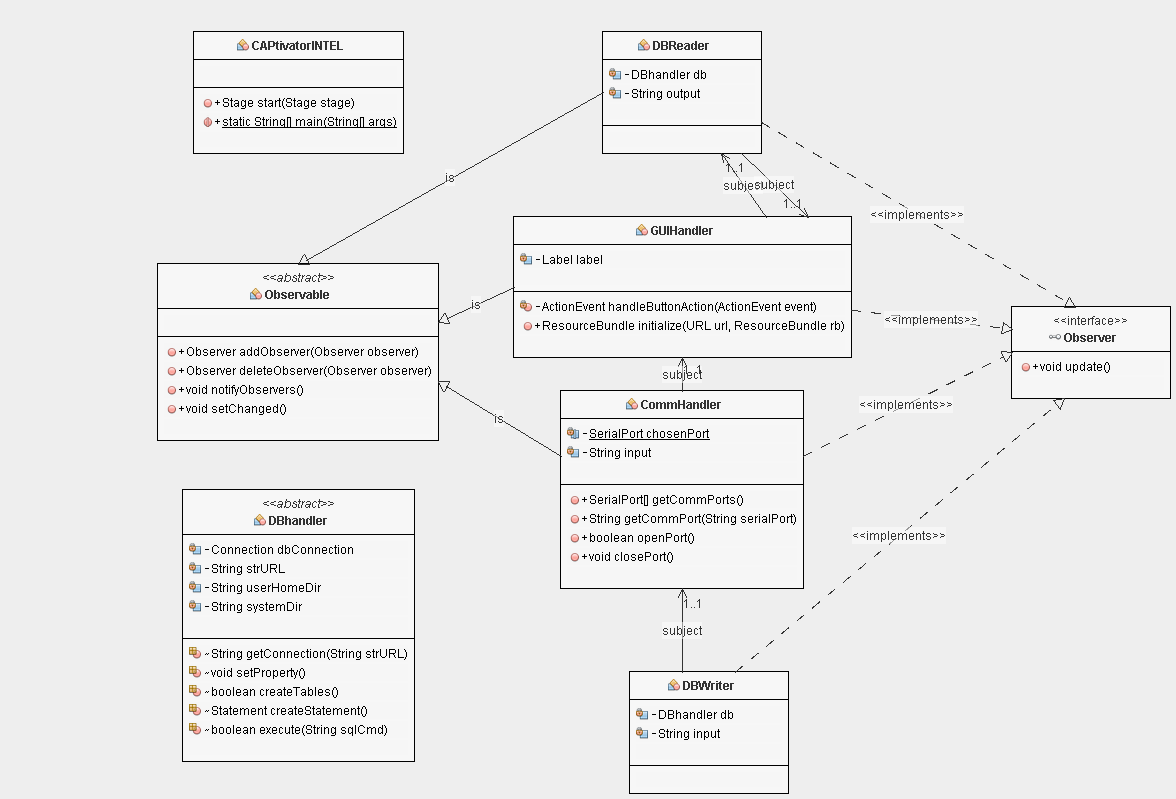 CAPtivatorINTEL
+Stage start(Stage stage)
+static String[] main(String[] args)
DBReader
-DBhandler db
-String output
is
1..1
subject
subject
1..1
<<implements>>
GUIHandler
-Label label
-ActionEvent handleButtonAction(ActionEvent event)
+ResourceBundle initialize(URL url, ResourceBundle rb)
<<abstract>>
Observable
+Observer addObserver(Observer observer)
+Observer deleteObserver(Observer observer)
+void notifyObservers()
+void setChanged()
is
<<implements>>
<<interface>>
Observer
+void update()
1..1
subject
is
<<implements>>
CommHandler
-SerialPort chosenPort
-String input
+SerialPort[] getCommPorts()
+String getCommPort(String serialPort)
+boolean openPort()
+void closePort()
<<abstract>>
DBhandler
-Connection dbConnection
-String strURL
-String userHomeDir
-String systemDir
~String getConnection(String strURL)
~void setProperty()
~boolean createTables()
~Statement createStatement()
~boolean execute(String sqlCmd)
<<implements>>
1..1
subject
DBWriter
-DBhandler db
-String input